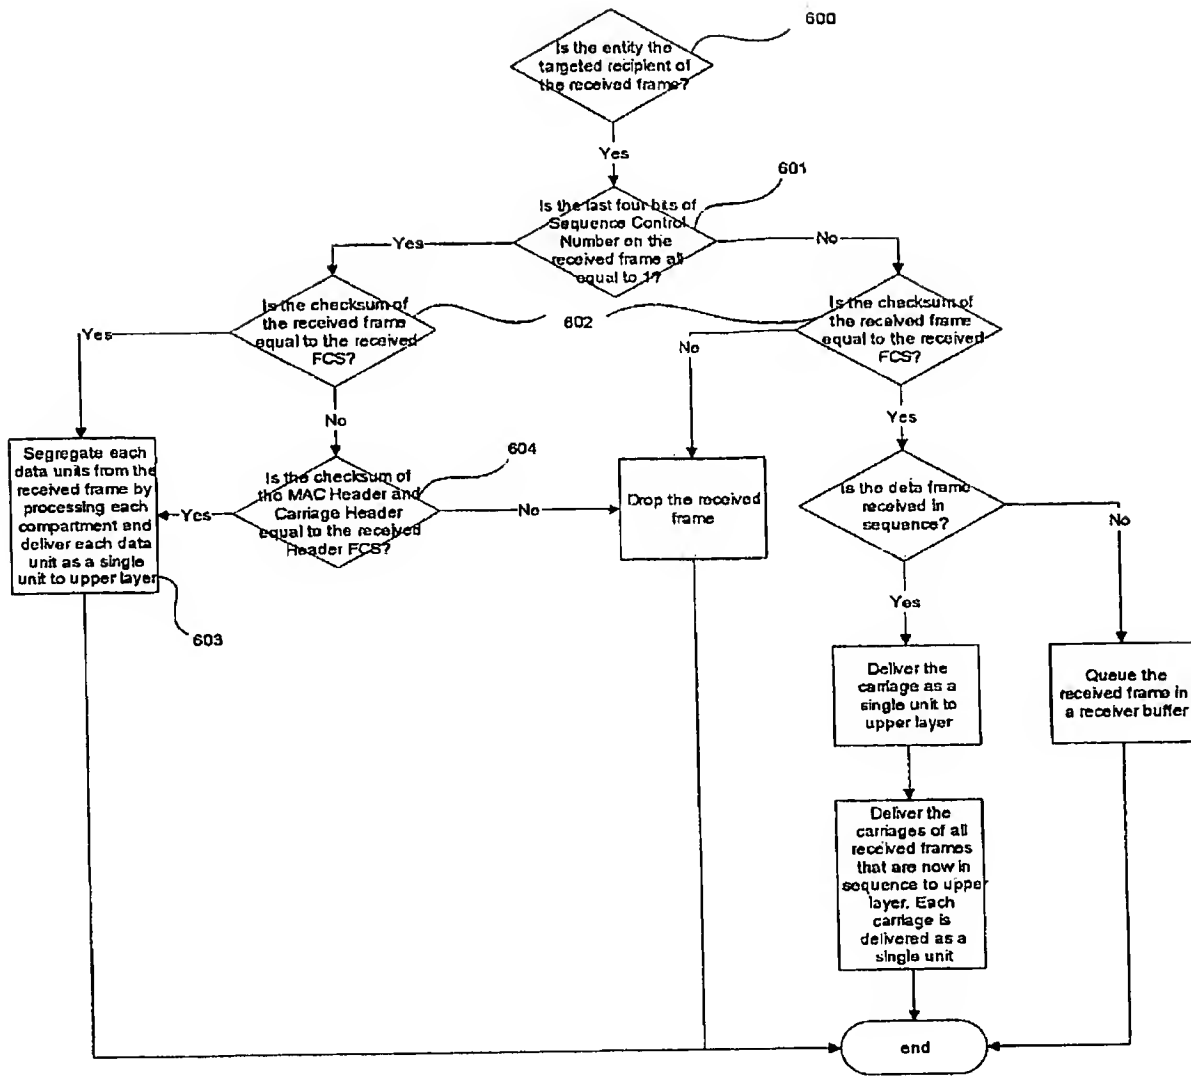 600
Is the entity the
targeted recipient of
the received frame?
Yes
601
Is the last four bits of
Sequence Control
Number on the
received frame all
equal to 1?
Yes
No
Is the checksum of
the received frame
equal to the received
FCS?
602
Is the checksum of
the received frame
equal to the received
FCS?
Yes
No
No
Yes
604
Segregate each
data units from the
received frame by
processing each
compartment and
deliver each data
unit as a single
unit to upper layer
Yes
Is the checksum of
the MAC Header and
Carriage Header
equal to the received
Header FCS?
No
Drop the received
frame
Is the data frame
received in
sequence?
No
603
Yes
Deliver the
carriage as a
single unit to
upper layer
Queue the
received frame in
a receiver buffer
Deliver the
carriages of all
received frames
that are now in
sequence to upper
layer. Each
carriage is
delivered as a
single unit
end